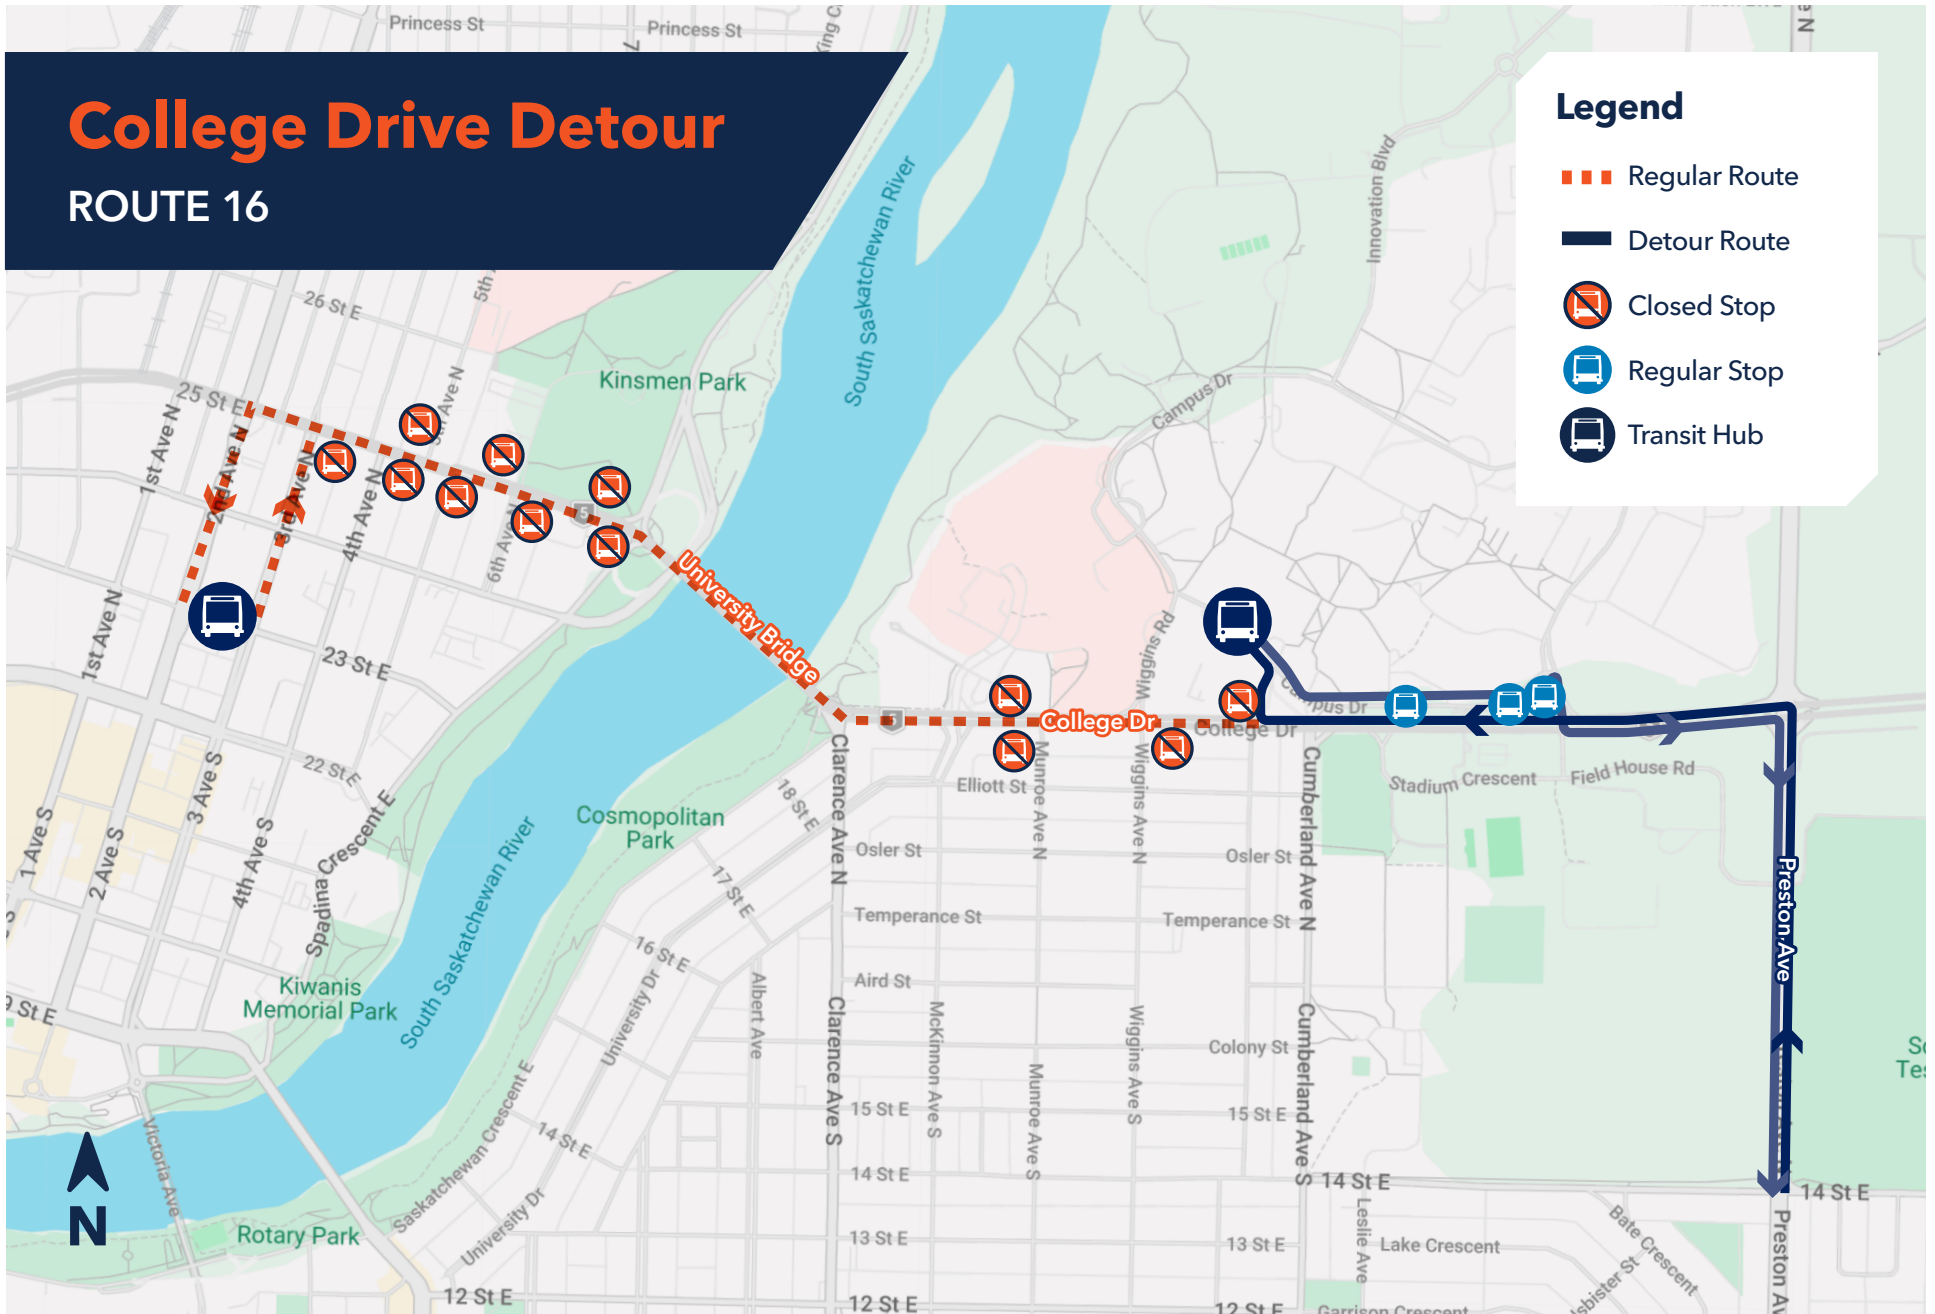 Princess St
Princess St
College Drive Detour
ROUTE 16
Legend
Regular Route
Detour Route
Closed Stop
Regular Stop
Transit Hub
South Saskatchewan River
Innovation Blvd
26 St E
Kinsmen Park
25 St E
Campus Dr
1st Ave N
2nd Ave N
3rd Ave N
4th Ave N
6th Ave N
5
University Bridge
Wiggins Rd
1st Ave N
23 St E
Campus Dr
College Dr
College Dr
22 St E
3 Ave S
Clarence Ave N
Munroe Ave N
Wiggins Ave N
Cumberland Ave N
Stadium Crescent
Field House Rd
Elliott St
18 St E
Cosmopolitan
Park
1 Ave S
2 Ave S
4th Ave S
Spadina Crescent E
South Saskatchewan River
Osler St
Osler St
17 St E
Preston Ave
Temperance St
Temperance St
16 St E
University Dr
Albert Ave
Aird St
Kiwanis
Memorial Park
9 St E
Clarence Ave S
McKinnon Ave S
Wiggins Ave S
Cumberland Ave S
Colony St
Munroe Ave S
15 St E
15 St E
Victoria Ave
14 St E
Saskatchewan Crescent E
14 St E
14 St E
14 St E
N
Rotary Park
University Dr
13 St E
13 St E
Leslie Ave
Lake Crescent
Bate Crescent
12 St E
12 St E
12 St E
Garrison Crescent